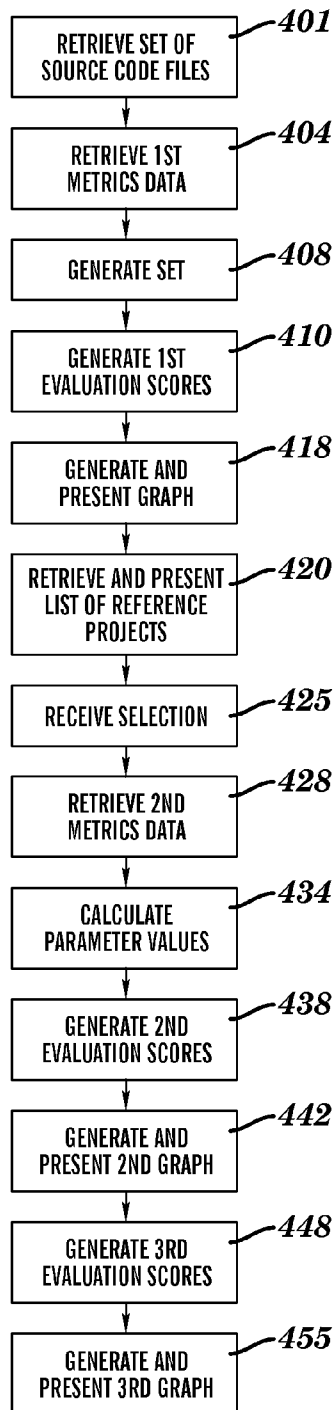 401
RETRIEVE SET OF
SOURCE CODE FILES
404
RETRIEVE 1ST
METRICS DATA
408
GENERATE SET
410
GENERATE 1ST
EVALUATION SCORES
418
GENERATE AND
PRESENT GRAPH
420
RETRIEVE AND PRESENT
LIST OF REFERENCE
PROJECTS
425
RECEIVE SELECTION
428
RETRIEVE 2ND
METRICS DATA
434
CALCULATE
PARAMETER VALUES
438
GENERATE 2ND
EVALUATION SCORES
442
GENERATE AND
PRESENT 2ND GRAPH
448
GENERATE 3RD
EVALUATION SCORES
455
GENERATE AND
PRESENT 3RD GRAPH